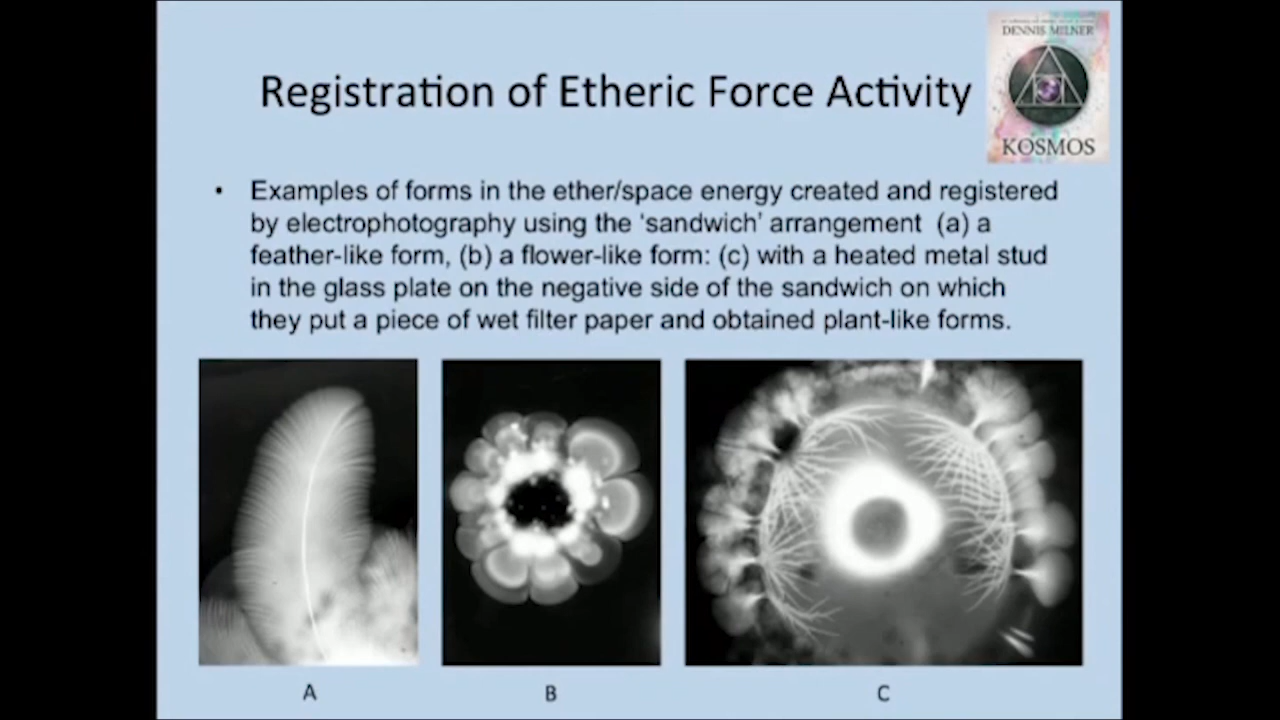 DENNIS MILNER
KOSMOS
Registration of Etheric Force Activity
• Examples of forms in the ether/space energy created and registered
by electrophotography using the ‘sandwich’ arrangement (a) a
feather-like form, (b) a flower-like form: (c) with a heated metal stud
in the glass plate on the negative side of the sandwich on which
they put a piece of wet filter paper and obtained plant-like forms.
A
B
C